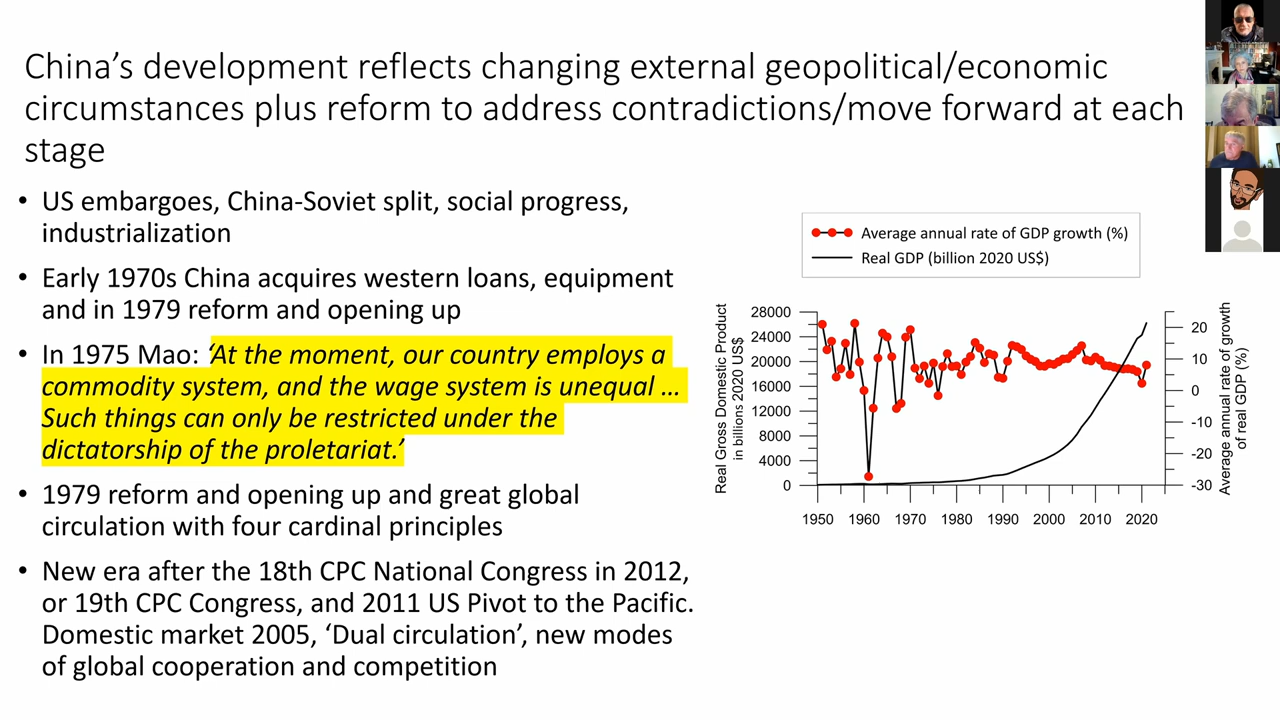 China’s development reflects changing external geopolitical/economic
circumstances plus reform to address contradictions/move forward at each
stage
• US embargoes, China-Soviet split, social progress,
industrialization
• Early 1970s China acquires western loans, equipment
and in 1979 reform and opening up
• In 1975 Mao: ‘At the moment, our country employs a
commodity system, and the wage system is unequal …
Such things can only be restricted under the
dictatorship of the proletariat.’
• 1979 reform and opening up and great global
circulation with four cardinal principles
• New era after the 18th CPC National Congress in 2012,
or 19th CPC Congress, and 2011 US Pivot to the Pacific.
Domestic market 2005, ‘Dual circulation’, new modes
of global cooperation and competition
Average annual rate of GDP growth (%)
Real GDP (billion 2020 US$)
Real Gross Domestic Product
in billions 2020 US$
28000
24000
20000
16000
12000
8000
4000
0
20
10
0
-10
-20
-30
Average annual rate of growth
of real GDP (%)
1950 1960 1970 1980 1990 2000 2010 2020